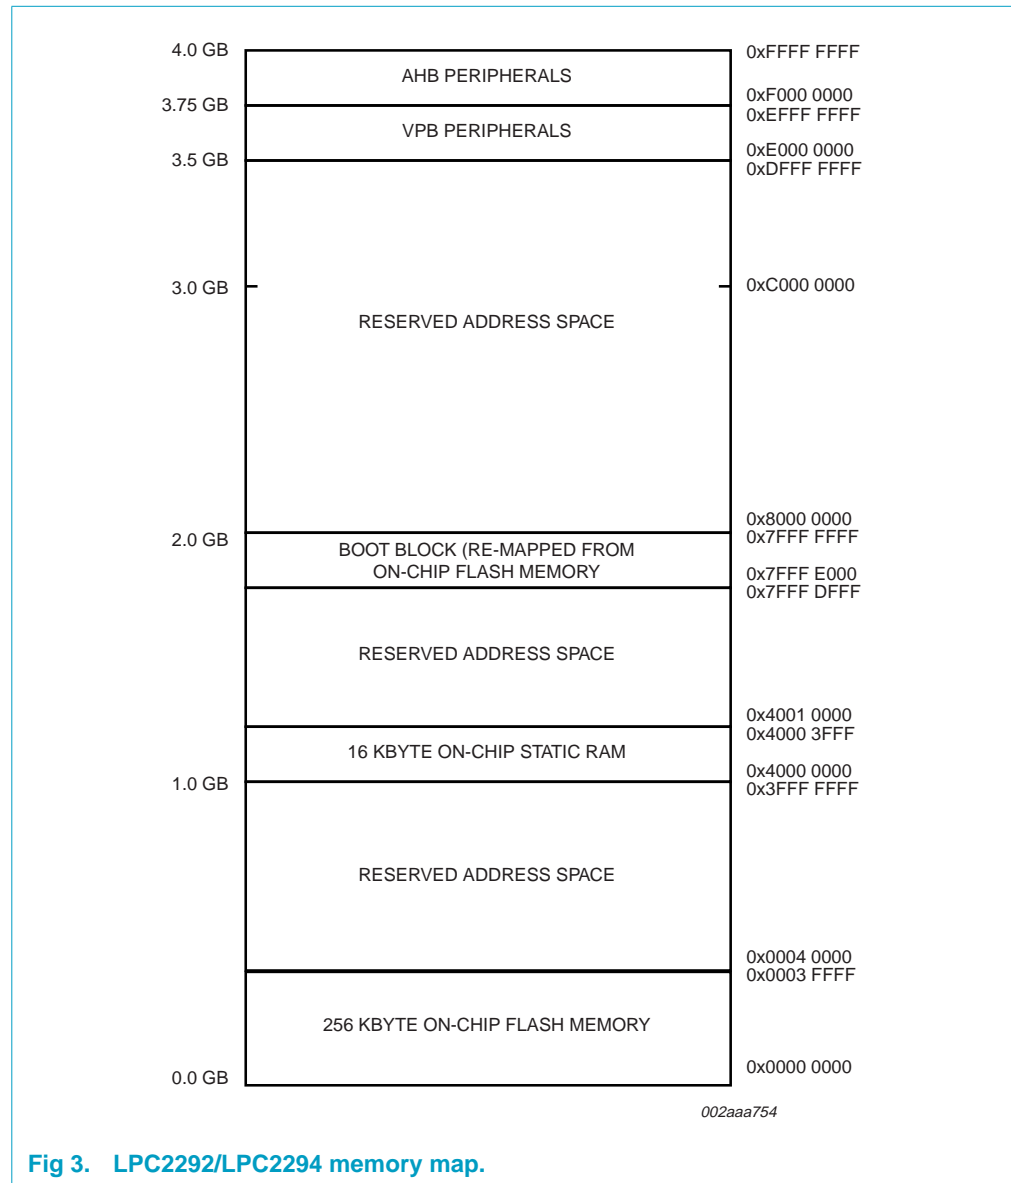 4.0 GB
0xFFFF FFFF
AHB PERIPHERALS
0xF000 0000
3.75 GB
0xEFFF FFFF
VPB PERIPHERALS
0xE000 0000
3.5 GB
0xDFFF FFFF
3.0 GB
0xC000 0000
RESERVED ADDRESS SPACE
0x8000 0000
2.0 GB
0x7FFF FFFF
BOOT BLOCK (RE-MAPPED FROM
ON-CHIP FLASH MEMORY
0x7FFF E000
0x7FFF DFFF
RESERVED ADDRESS SPACE
0x4001 0000
0x4000 3FFF
16 KBYTE ON-CHIP STATIC RAM
0x4000 0000
1.0 GB
0x3FFF FFFF
RESERVED ADDRESS SPACE
0x0004 0000
0x0003 FFFF
256 KBYTE ON-CHIP FLASH MEMORY
0x0000 0000
0.0 GB
002aaa754
Fig 3. LPC2292/LPC2294 memory map.